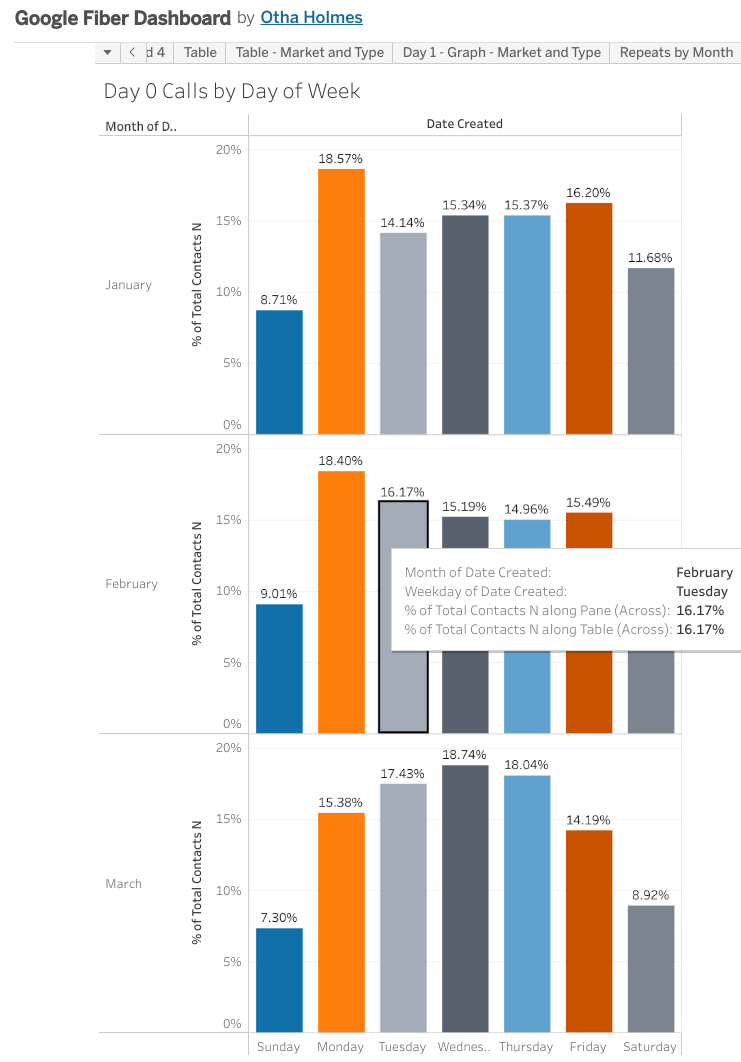 Google Fiber Dashboard by Otha Holmes
d 4 Table Table - Market and Type Day 1 - Graph - Market and Type Repeats by Month
Day 0 Calls by Day of Week
Month of D.. Date Created
20%
18.57%
16.20%
15.34% 15.37%
15%
14.14%
11.68%
January
% of Total Contacts N
10%
8.71%
5%
0%
20%
18.40%
16.17%
15.49%
15.19% 14.96%
15%
February
% of Total Contacts N
10%
9.01%
5%
0%
Month of Date Created: February
Weekday of Date Created: Tuesday
% of Total Contacts N along Pane (Across): 16.17%
% of Total Contacts N along Table (Across): 16.17%
20%
18.74%
18.04%
17.43%
15.38%
15%
14.19%
March
% of Total Contacts N
10%
8.92%
7.30%
5%
0%
Sunday Monday Tuesday Wednes.. Thursday Friday Saturday